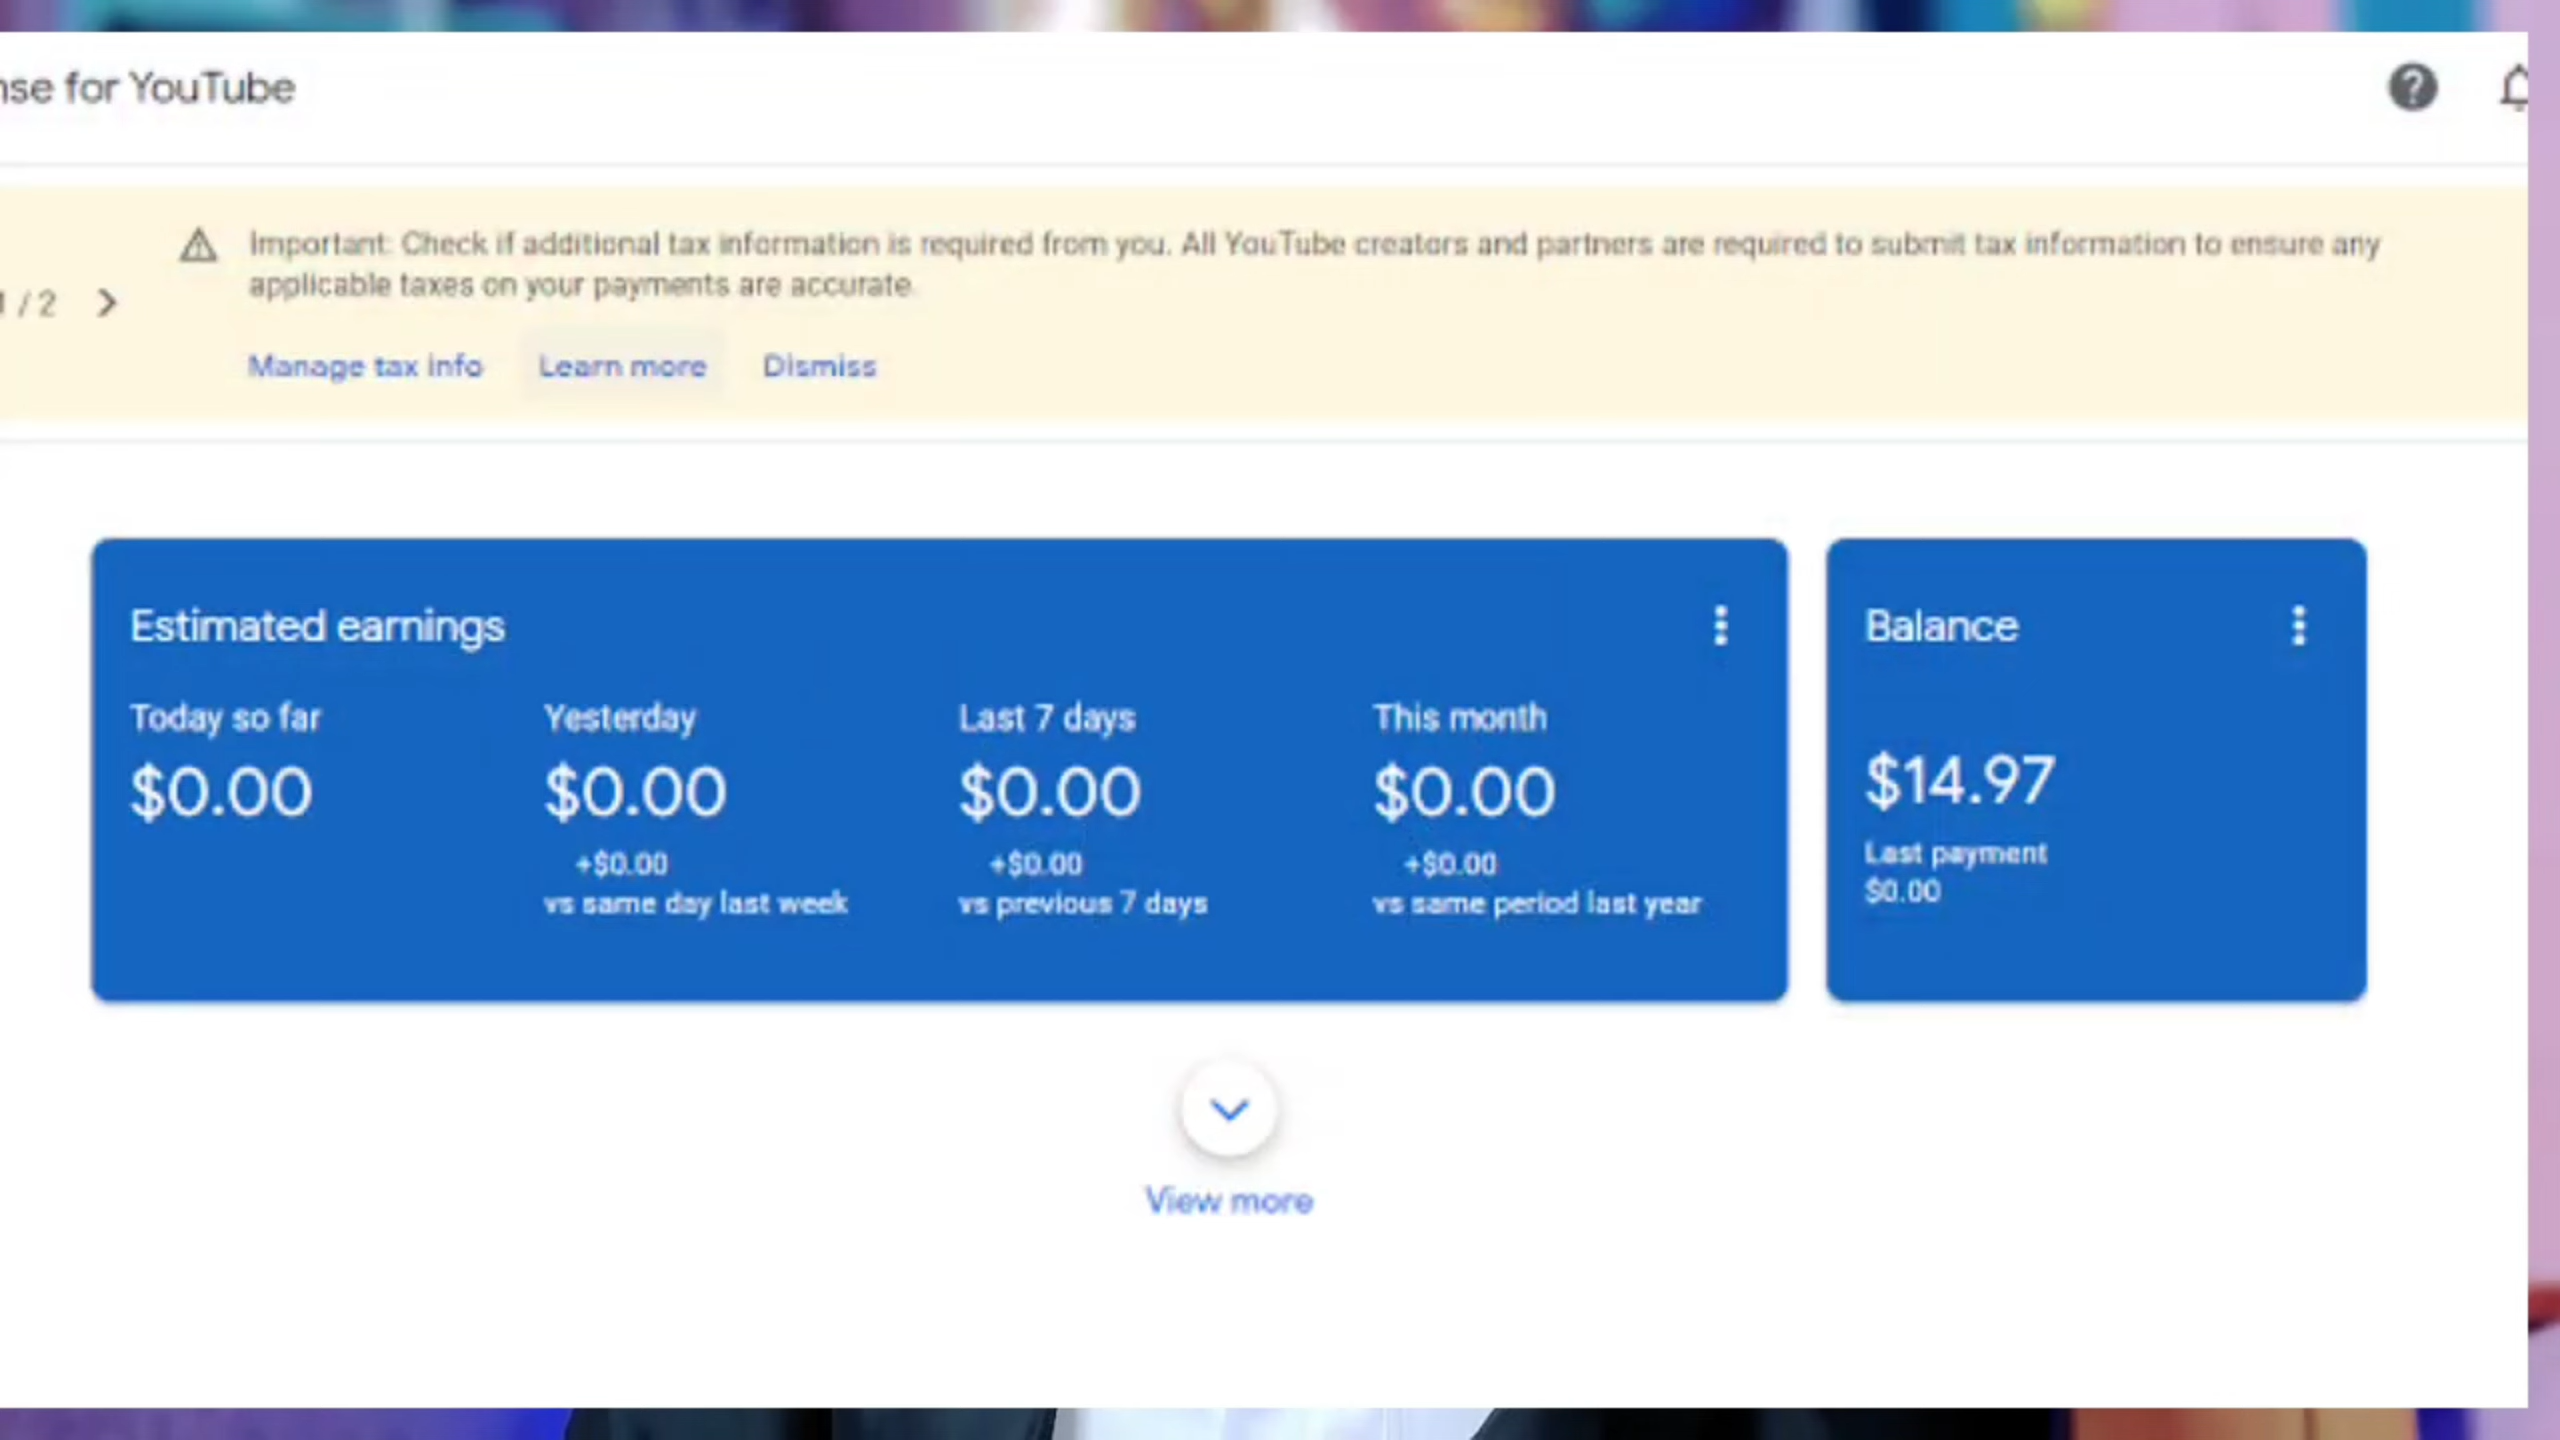 nse for YouTube
Important: Check if additional tax information is required from you. All YouTube creators and partners are required to submit tax information to ensure any
applicable taxes on your payments are accurate.
1 / 2
Manage tax info Learn more Dismiss
Estimated earnings
Today so far Yesterday Last 7 days This month
$0.00 $0.00 $0.00 $0.00
+$0.00 +$0.00 +$0.00
vs same day last week vs previous 7 days vs same period last year
Balance
$14.97
Last payment
$0.00
View more